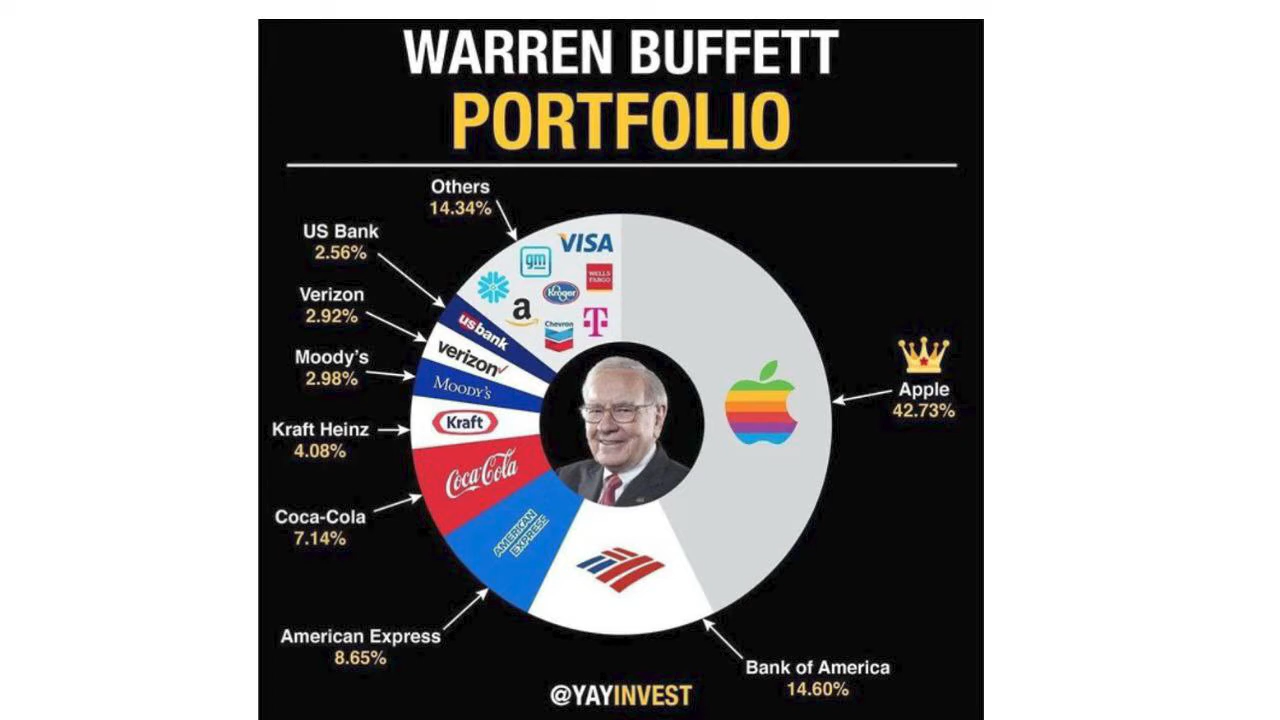 WARREN BUFFETT
PORTFOLIO
Others
14.34%
US Bank
2.56%
Verizon
2.92%
Moody's
2.98%
Kraft Heinz
4.08%
Coca-Cola
7.14%
American Express
8.65%
Bank of America
14.60%
Apple
42.73%
VISA
gm
WELLS
FARGO
Kroger
a
Chevron
T
usbank
verizon✓
MOODY'S
Kraft
Coca-Cola
AMERICAN
EXPRESS
@YAYINVEST